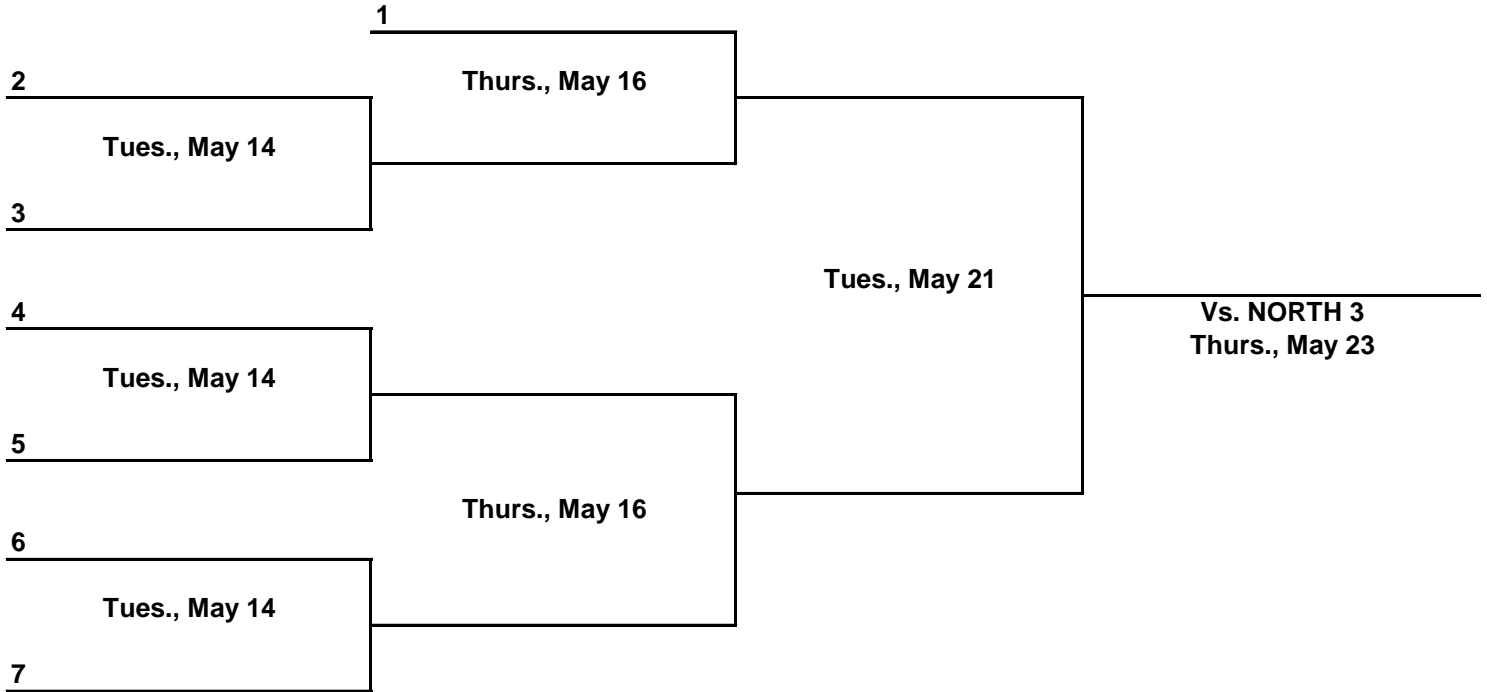 1
2
Thurs., May 16
Tues., May 14
3
Tues., May 21
4
Vs. NORTH 3
Thurs., May 23
Tues., May 14
5
Thurs., May 16
6
Tues., May 14
7